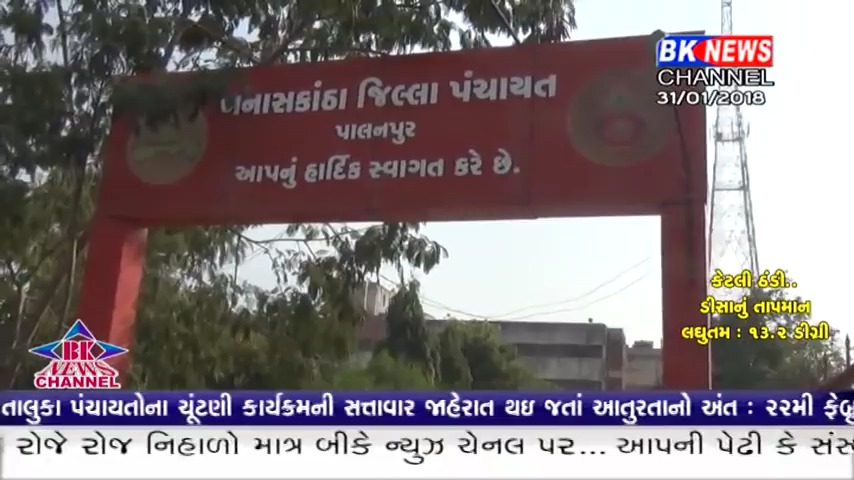 BK NEWS
CHANNEL
31/01/2018
બનાસકાંઠા જિલ્લા પંચાયત
પાલનપુર
આપનું હાર્દિક સ્વાગત કરે છે.
કેટલી ઠંડી..
ડીસાનું તાપમાન
લઘુતમ : ૧૩.૨ ડીગ્રી
BK
NEWS
CHANNEL
તાલુકા પંચાયતોના ચૂંટણી કાર્યક્રમની સત્તાવાર જાહેરાત થઇ જતાં આતુરતાનો અંત : ૨૨મી
રોજે રોજ નિહાળો માત્ર બીકે ન્યુઝ ચેનલ પર... આપની પેઢી કે